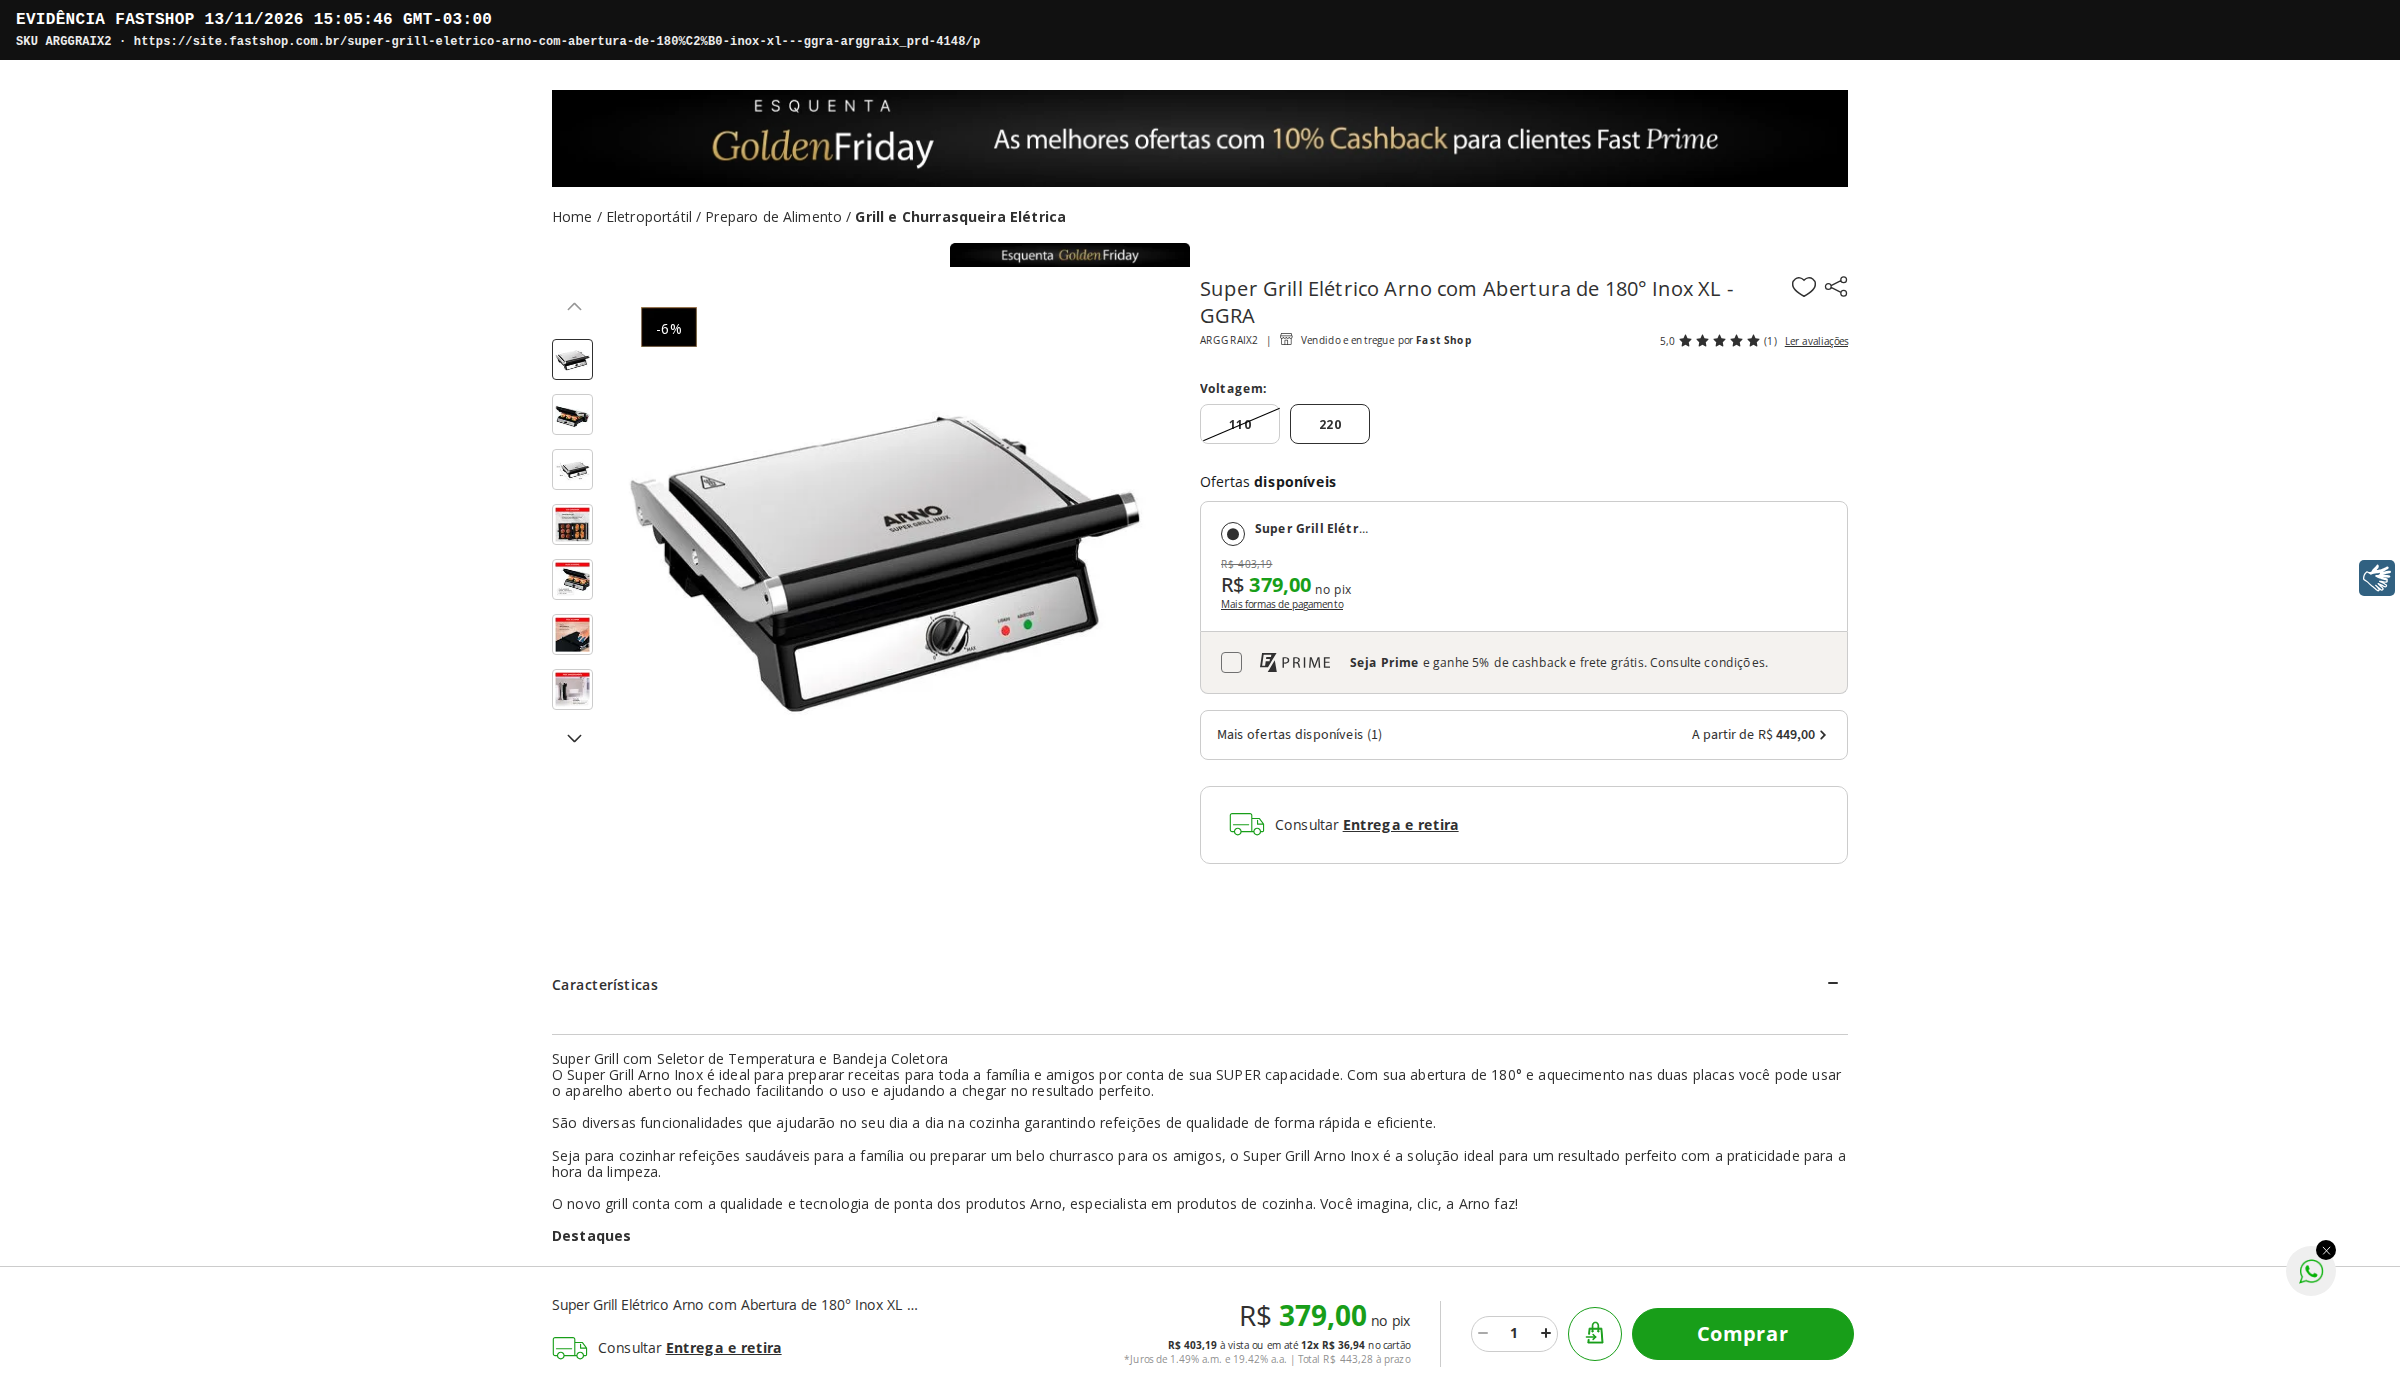 EVIDÊNCIA FASTSHOP 13/11/2026 15:05:46 GMT-03:00
SKU ARGGRAIX2 · https://site.fastshop.com.br/super-grill-eletrico-arno-com-abertura-de-180%C2%B0-inox-xl---ggra-arggraix_prd-4148/p
ESQUENTA
GoldenFriday
As melhores ofertas com 10% Cashback para clientes Fast Prime
Home / Eletroportátil / Preparo de Alimento / Grill e Churrasqueira Elétrica
Esquenta Golden Friday
-6%
ARNO
SUPER GRILL INOX
Super Grill Elétrico Arno com Abertura de 180° Inox XL -
GGRA
ARGGRAIX2 | Vendido e entregue por Fast Shop
5,0 (1) Ler avaliações
Voltagem:
110
220
Ofertas disponíveis
Super Grill Elétr...
R$ 403,19
R$ 379,00 no pix
Mais formas de pagamento
PRIME
Seja Prime e ganhe 5% de cashback e frete grátis. Consulte condições.
Mais ofertas disponíveis (1)
A partir de R$ 449,00
Consultar Entrega e retira
Características
Super Grill com Seletor de Temperatura e Bandeja Coletora
O Super Grill Arno Inox é ideal para preparar receitas para toda a família e amigos por conta de sua SUPER capacidade. Com sua abertura de 180° e aquecimento nas duas placas você pode usar
o aparelho aberto ou fechado facilitando o uso e ajudando a chegar no resultado perfeito.
São diversas funcionalidades que ajudarão no seu dia a dia na cozinha garantindo refeições de qualidade de forma rápida e eficiente.
Seja para cozinhar refeições saudáveis para a família ou preparar um belo churrasco para os amigos, o Super Grill Arno Inox é a solução ideal para um resultado perfeito com a praticidade para a
hora da limpeza.
O novo grill conta com a qualidade e tecnologia de ponta dos produtos Arno, especialista em produtos de cozinha. Você imagina, clic, a Arno faz!
Destaques
Super Grill Elétrico Arno com Abertura de 180° Inox XL ...
Consultar Entrega e retira
R$ 379,00 no pix
R$ 403,19 à vista ou em até 12x R$ 36,94 no cartão
*Juros de 1.49% a.m. e 19.42% a.a. | Total R$ 443,28 à prazo
1
Comprar